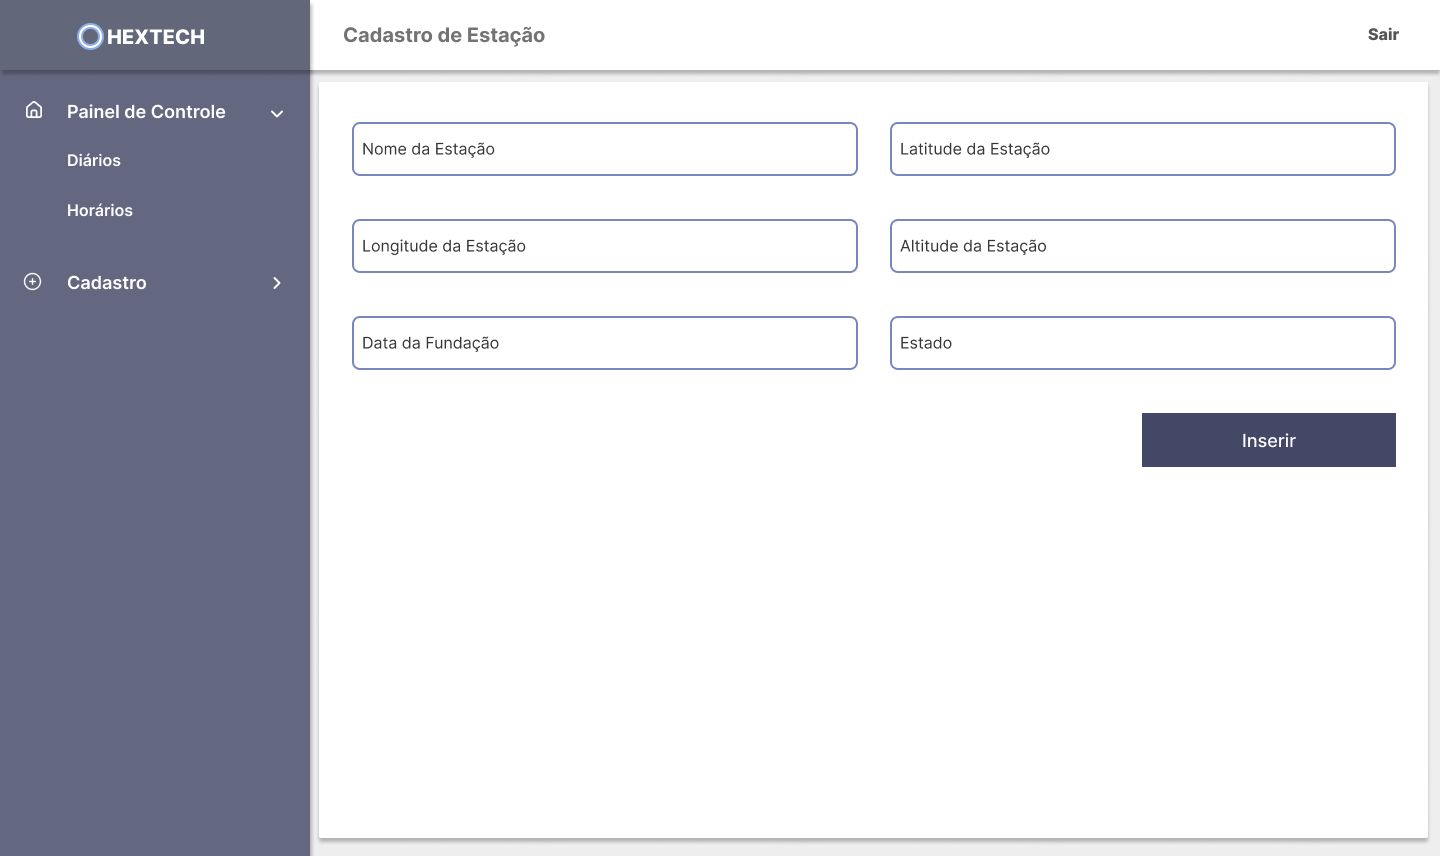 HEXTECH
Cadastro de Estação
Sair
Painel de Controle
Diários
Horários
Cadastro
Nome da Estação
Latitude da Estação
Longitude da Estação
Altitude da Estação
Data da Fundação
Estado
Inserir